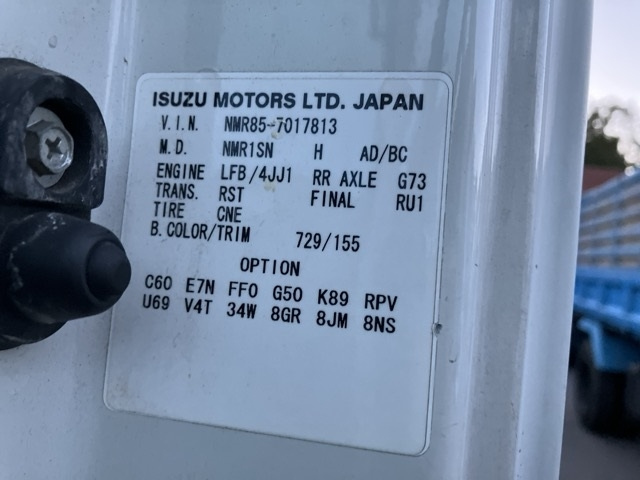 ISUZU MOTORS LTD. JAPAN
V.I.N. NMR85-7017813
M.D. NMR1SN H AD/BC
ENGINE LFB/4JJ1 RR AXLE G73
TRANS. RST FINAL RU1
TIRE CNE
B.COLOR/TRIM 729/155
OPTION
C60 E7N FF0 G50 K89 RPV
U69 V4T 34W 8GR 8JM 8NS